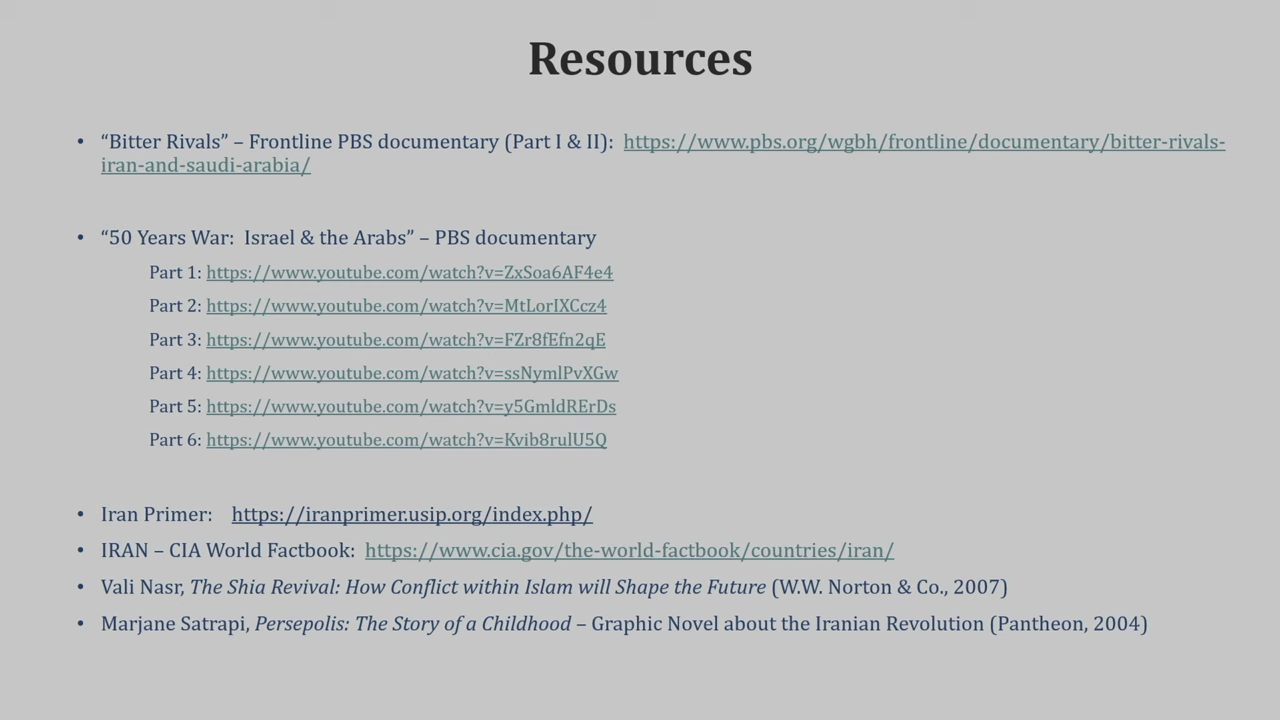 Resources
• “Bitter Rivals” – Frontline PBS documentary (Part I & II): https://www.pbs.org/wgbh/frontline/documentary/bitter-rivals-
iran-and-saudi-arabia/
• “50 Years War: Israel & the Arabs” – PBS documentary
Part 1: https://www.youtube.com/watch?v=ZxSoa6AF4e4
Part 2: https://www.youtube.com/watch?v=MtLorIXCcz4
Part 3: https://www.youtube.com/watch?v=FZr8fEfn2qE
Part 4: https://www.youtube.com/watch?v=ssNymlPvXGw
Part 5: https://www.youtube.com/watch?v=y5GmldRErDs
Part 6: https://www.youtube.com/watch?v=Kvib8rulU5Q
• Iran Primer: https://iranprimer.usip.org/index.php/
• IRAN – CIA World Factbook: https://www.cia.gov/the-world-factbook/countries/iran/
• Vali Nasr, The Shia Revival: How Conflict within Islam will Shape the Future (W.W. Norton & Co., 2007)
• Marjane Satrapi, Persepolis: The Story of a Childhood – Graphic Novel about the Iranian Revolution (Pantheon, 2004)